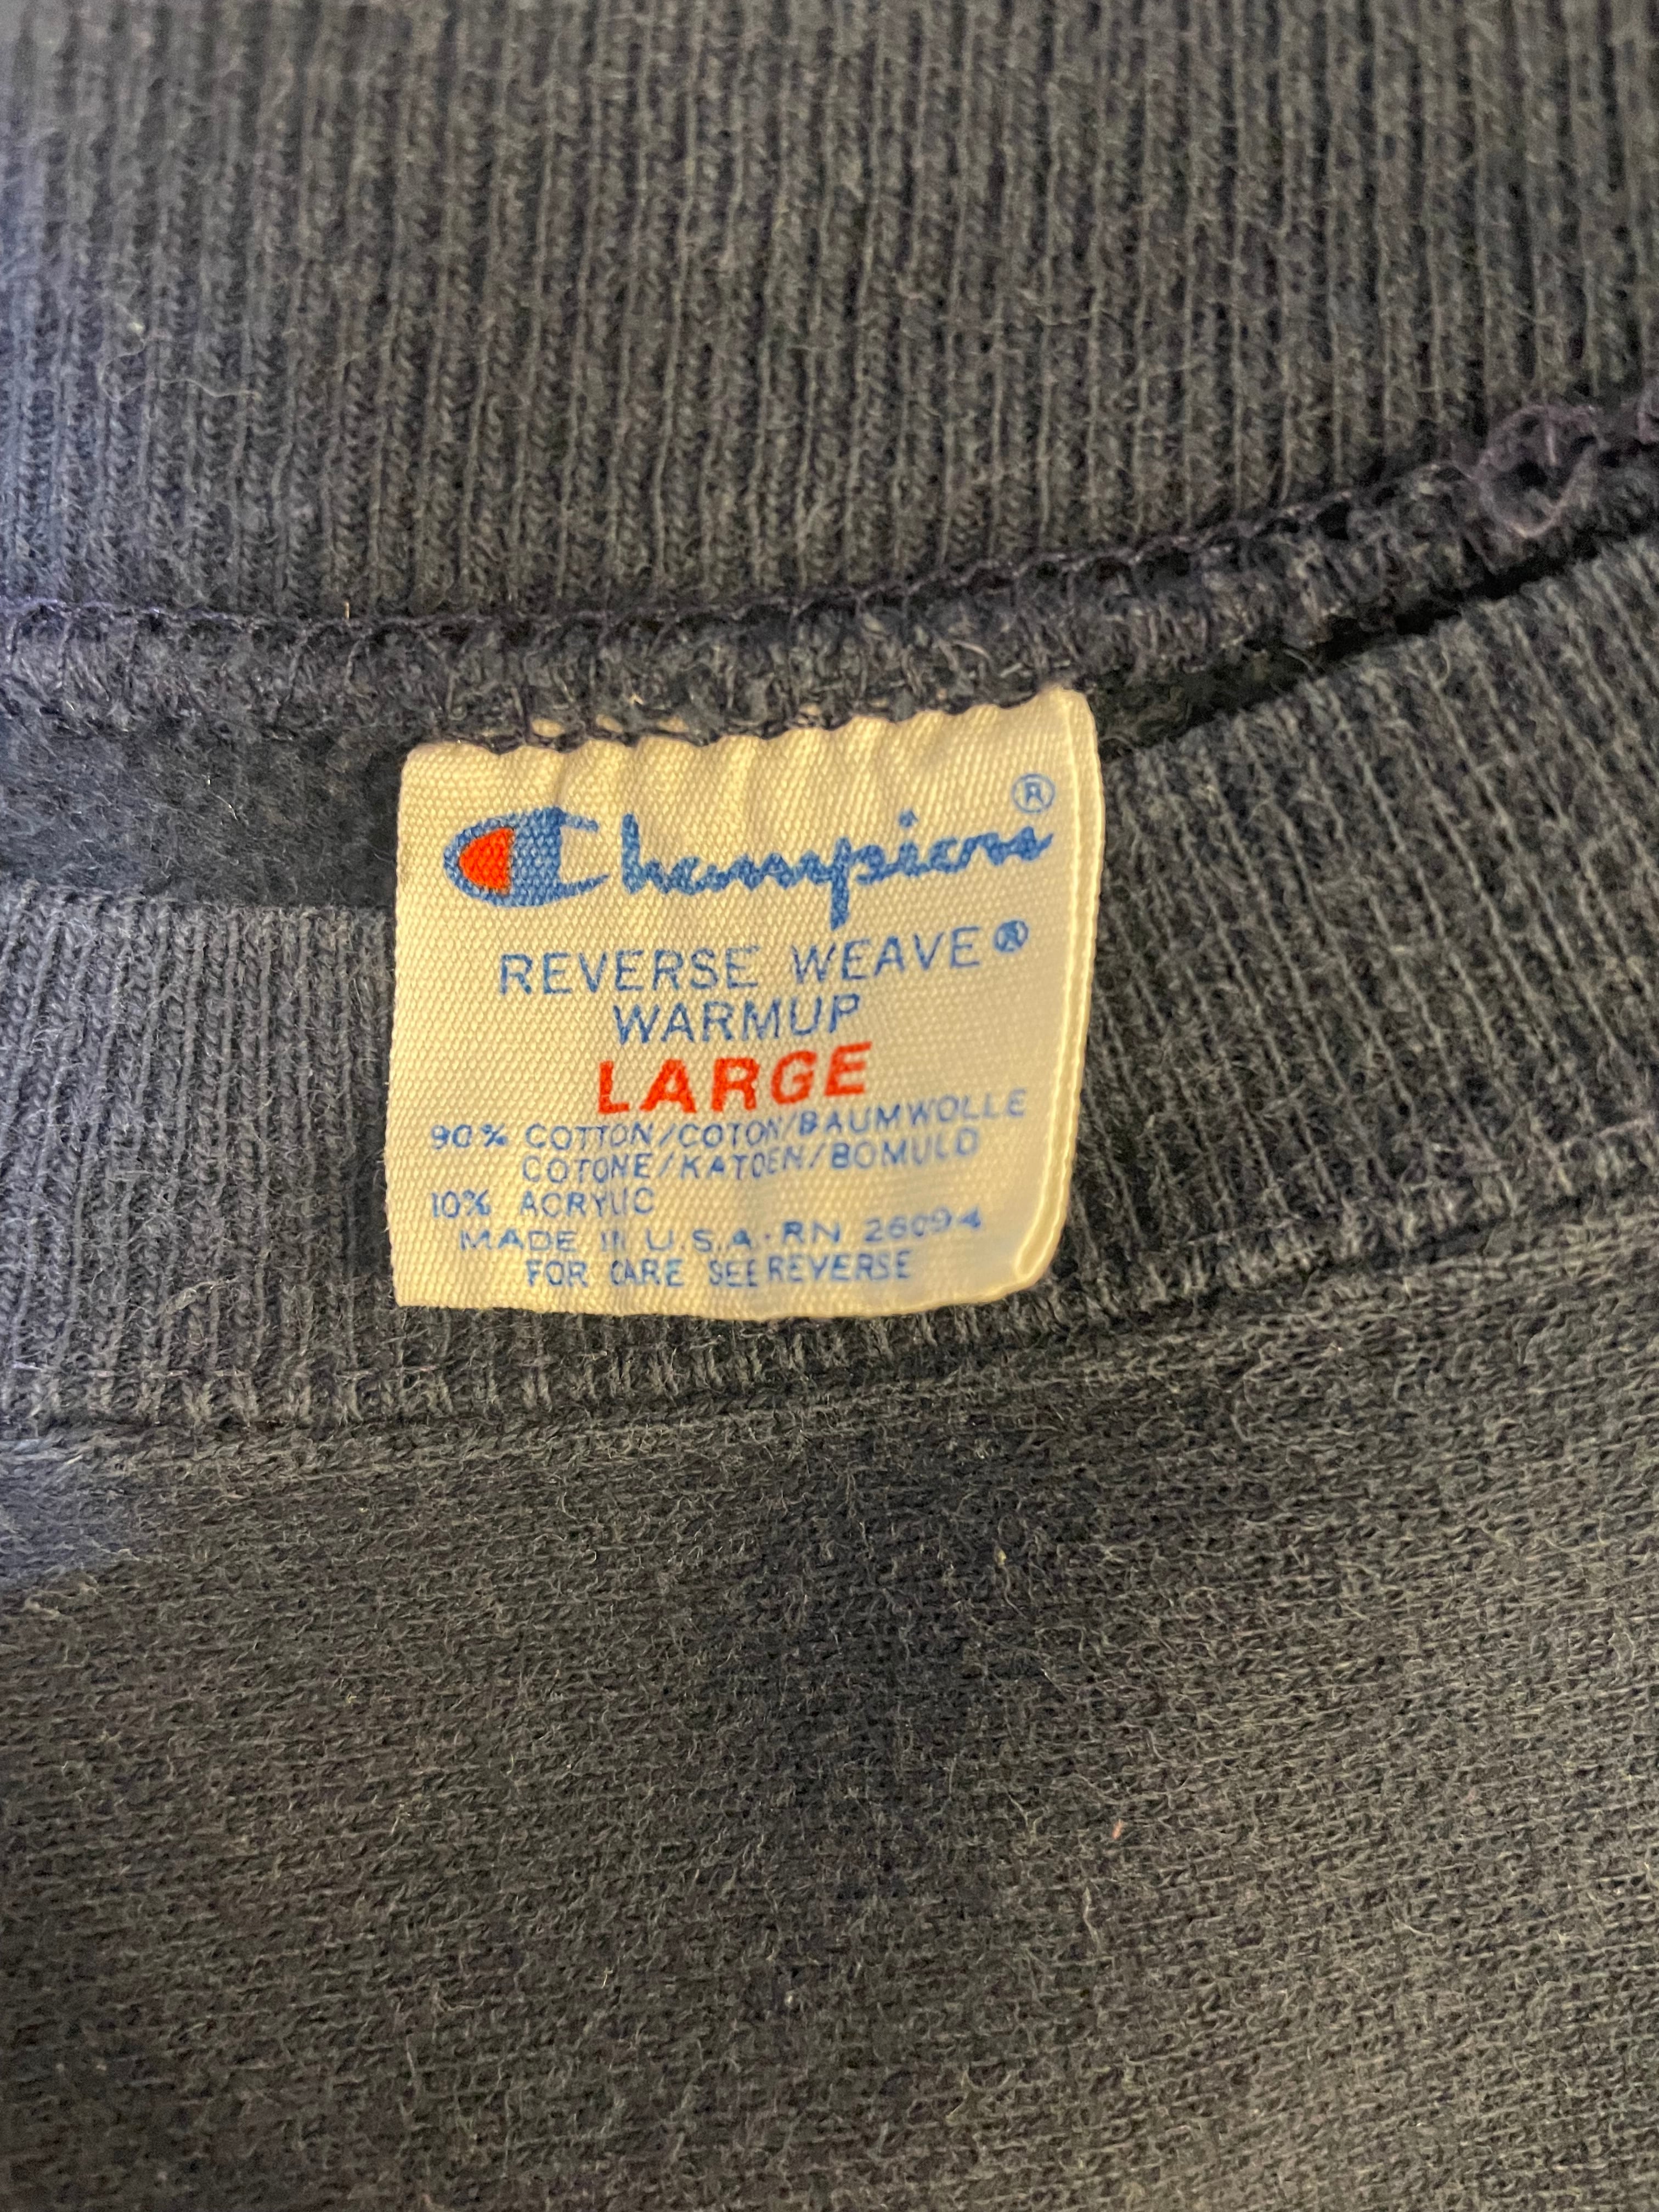 Champion®
REVERSE WEAVE®
WARMUP
LARGE
90% COTTON/COTON/BAUMWOLLE
COTONE/KATOEN/BOMULD
10% ACRYLIC
MADE IN U.S.A. RN 26094
FOR CARE SEE REVERSE